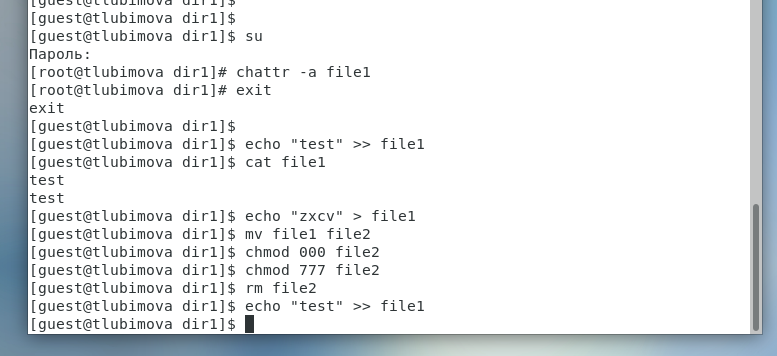 [guest@tlubimova dir1]$
[guest@tlubimova dir1]$
[guest@tlubimova dir1]$ su
Пароль:
[root@tlubimova dir1]# chattr -a file1
[root@tlubimova dir1]# exit
exit
[guest@tlubimova dir1]$
[guest@tlubimova dir1]$ echo "test" >> file1
[guest@tlubimova dir1]$ cat file1
test
test
[guest@tlubimova dir1]$ echo "zxcv" > file1
[guest@tlubimova dir1]$ mv file1 file2
[guest@tlubimova dir1]$ chmod 000 file2
[guest@tlubimova dir1]$ chmod 777 file2
[guest@tlubimova dir1]$ rm file2
[guest@tlubimova dir1]$ echo "test" >> file1
[guest@tlubimova dir1]$